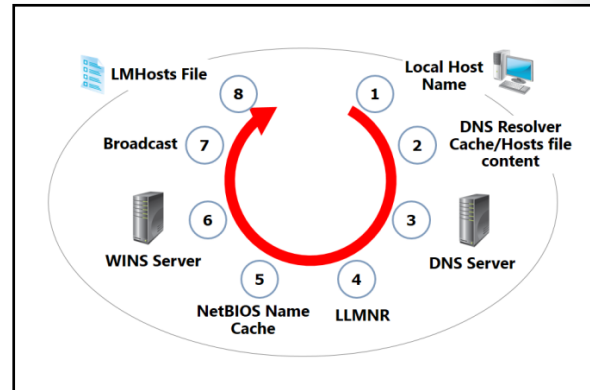 LMHosts File
8
1
Local Host
Name
Broadcast
7
2
DNS Resolver
Cache/Hosts file
content
6
3
WINS Server
DNS Server
5
4
NetBIOS Name
Cache
LLMNR